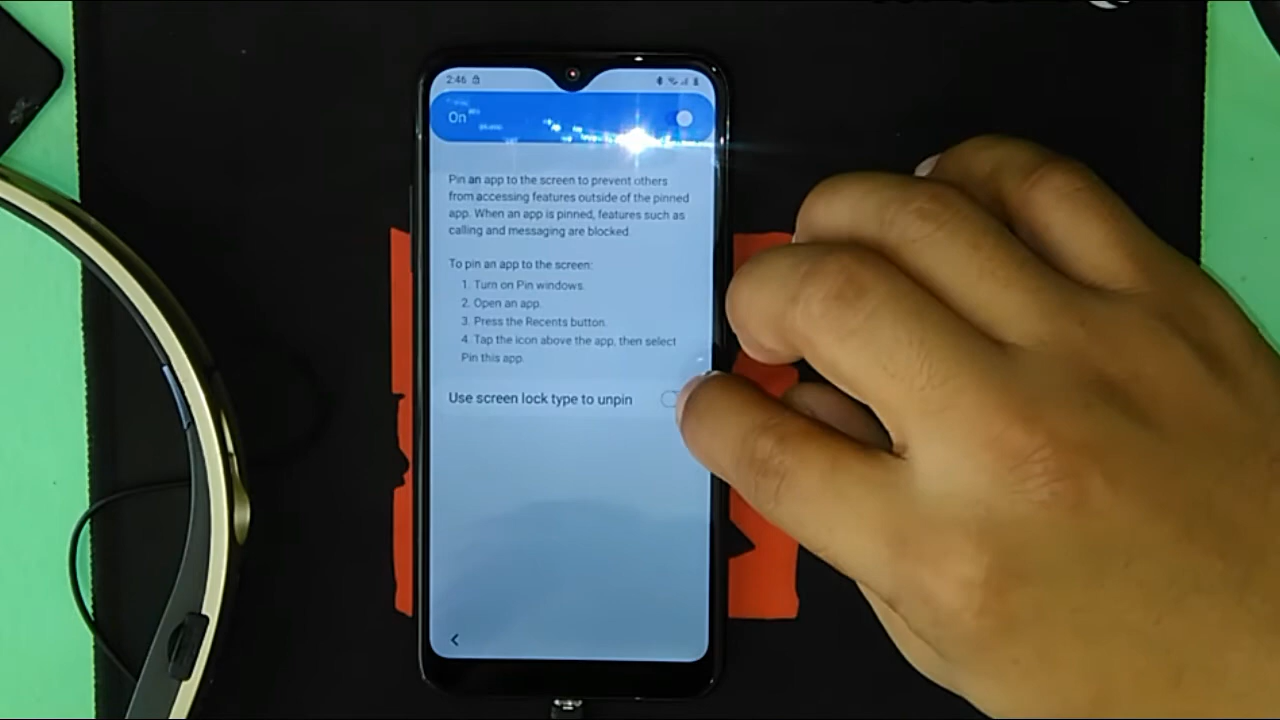 2:46
On
Pin an app to the screen to prevent others
from accessing features outside of the pinned
app. When an app is pinned, features such as
calling and messaging are blocked.
To pin an app to the screen:
1. Turn on Pin windows.
2. Open an app.
3. Press the Recents button.
4. Tap the icon above the app, then select
Pin this app.
Use screen lock type to unpin